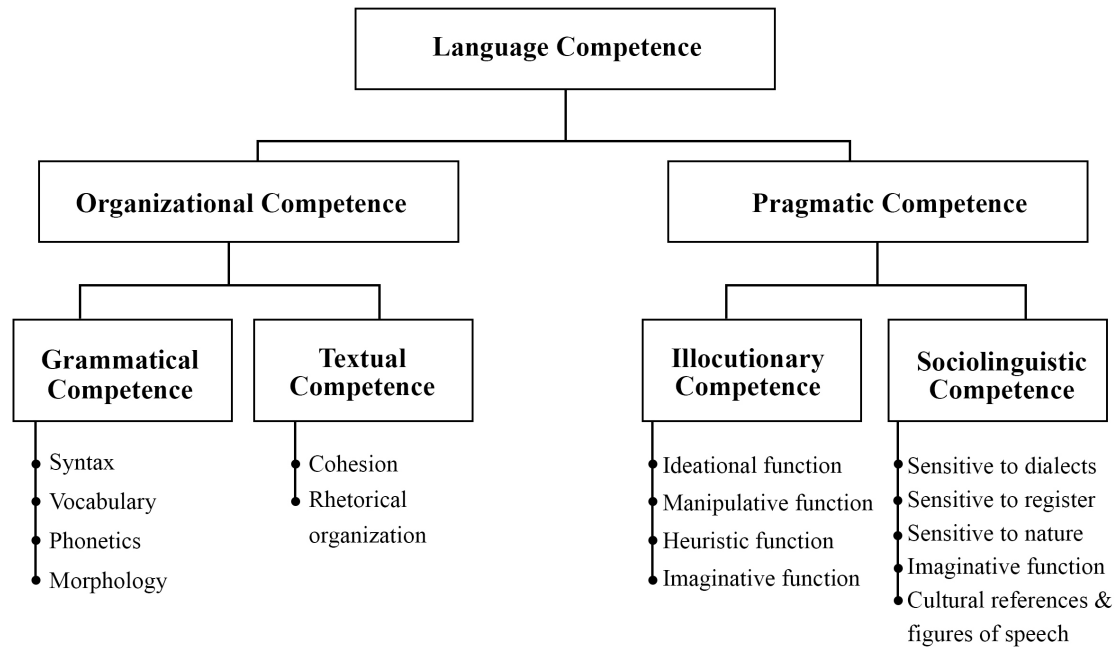 Language Competence
Organizational Competence
Pragmatic Competence
Grammatical
Competence
Textual
Competence
Illocutionary
Competence
Sociolinguistic
Competence
Syntax
Vocabulary
Phonetics
Morphology
Cohesion
Rhetorical
organization
Ideational function
Manipulative function
Heuristic function
Imaginative function
Sensitive to dialects
Sensitive to register
Sensitive to nature
Imaginative function
Cultural references &
figures of speech